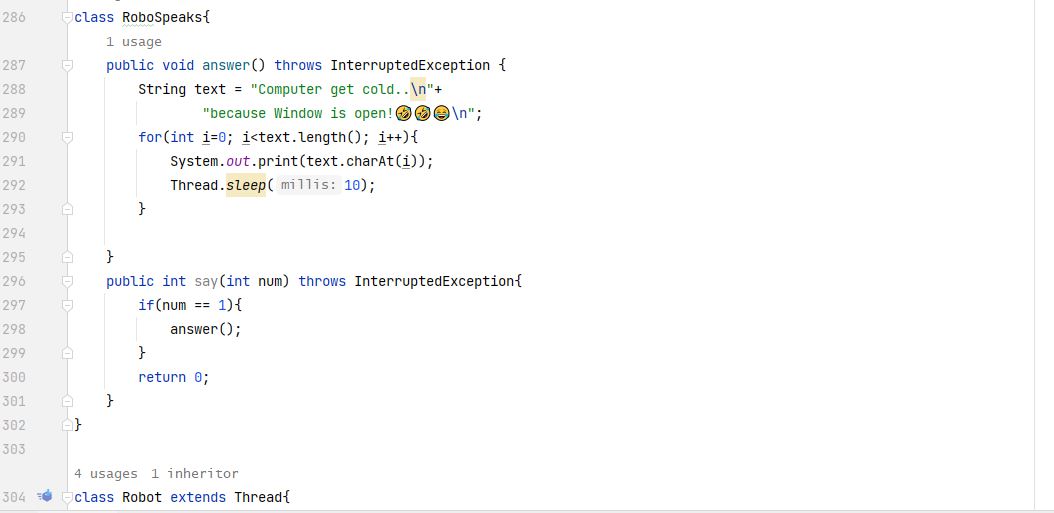 286 class RoboSpeaks{
1 usage
287 public void answer() throws InterruptedException {
288 String text = "Computer get cold..\n"+
289 "because Window is open!🤣🤣😂\n";
290 for(int i=0; i<text.length(); i++){
291 System.out.print(text.charAt(i));
292 Thread.sleep( millis: 10);
293 }
294
295 }
296 public int say(int num) throws InterruptedException{
297 if(num == 1){
298 answer();
299 }
300 return 0;
301 }
302 }
303
4 usages 1 inheritor
304 class Robot extends Thread{